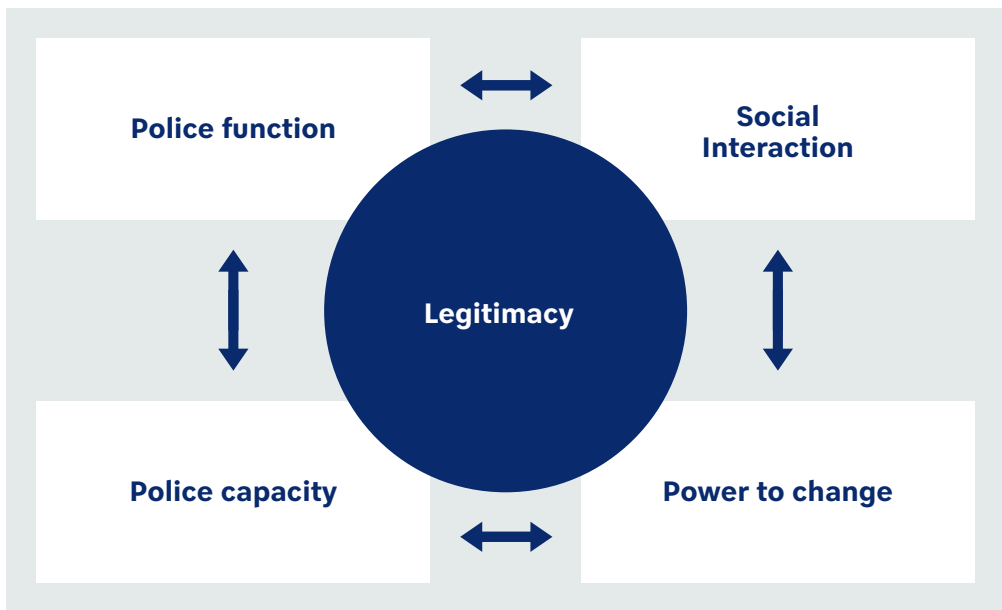 Police function
Social
Interaction
Legitimacy
Police capacity
Power to change